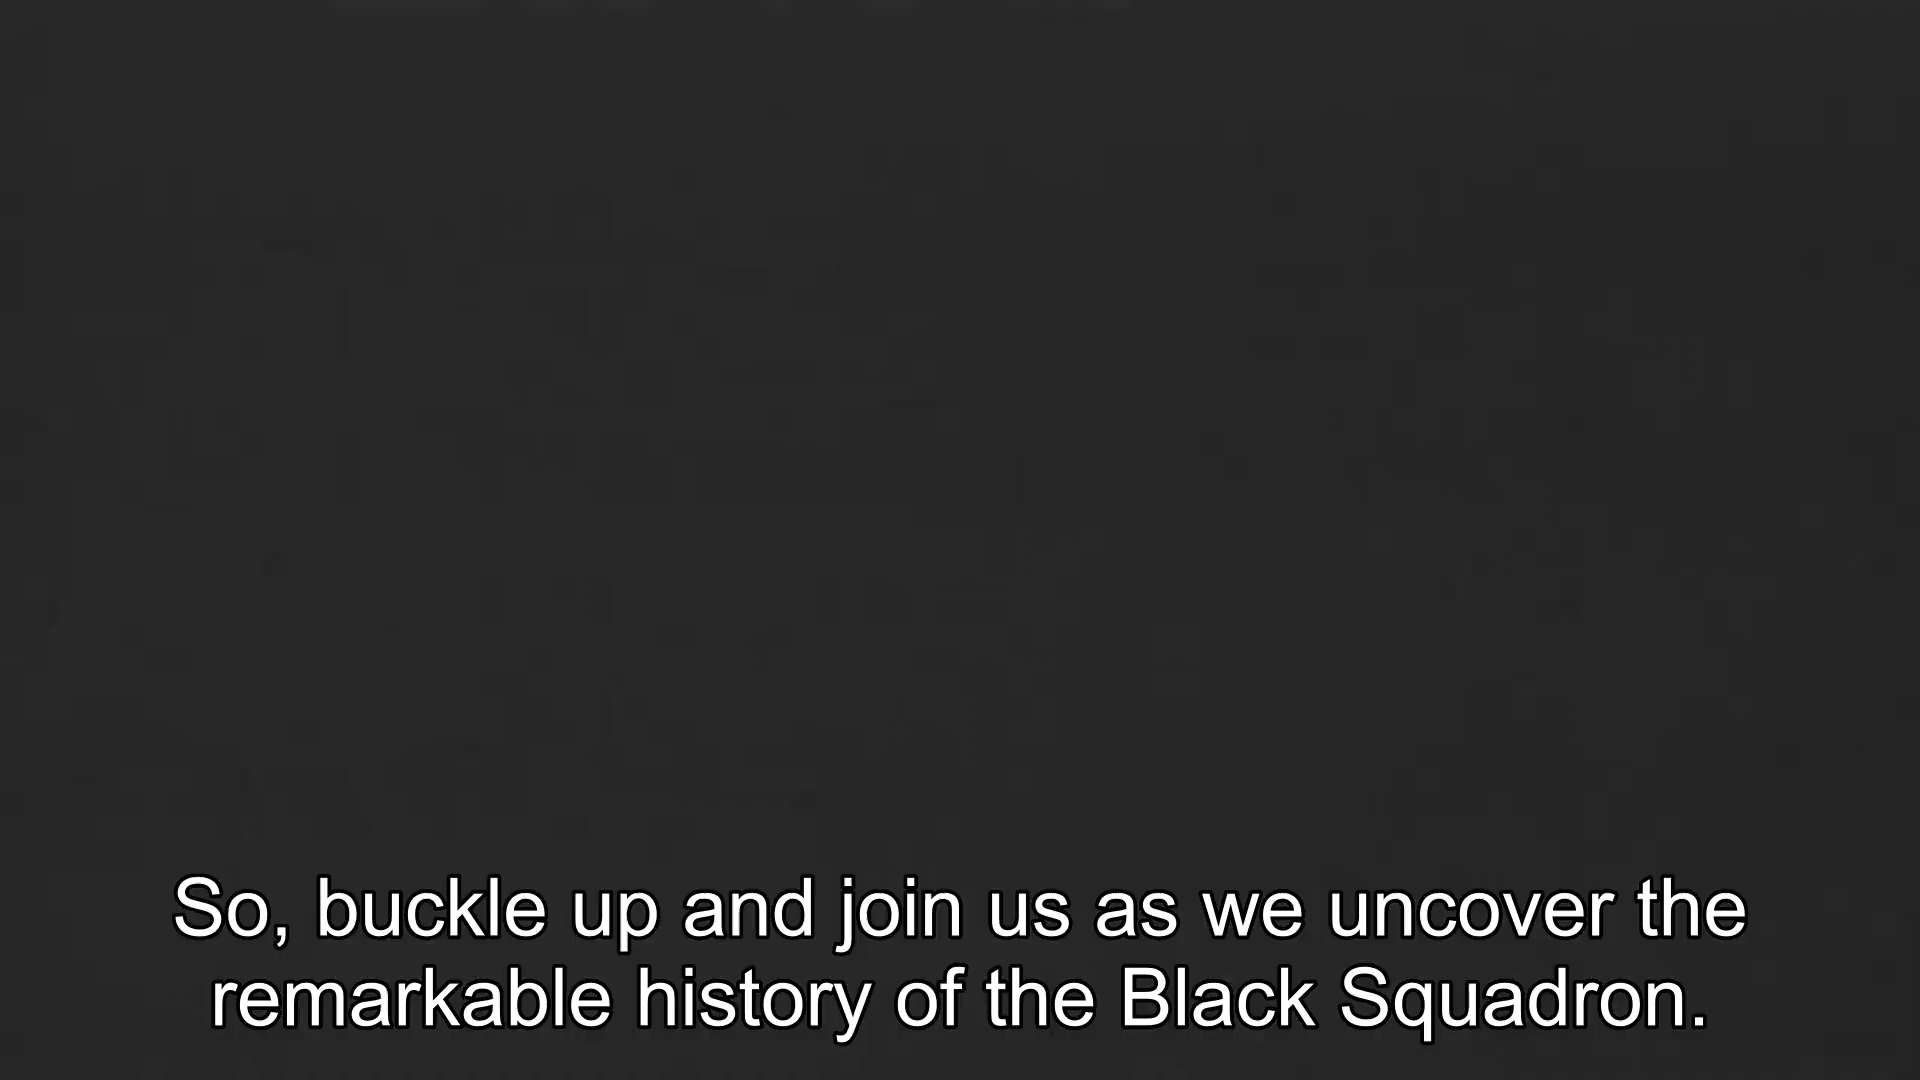 So, buckle up and join us as we uncover the
remarkable history of the Black Squadron.